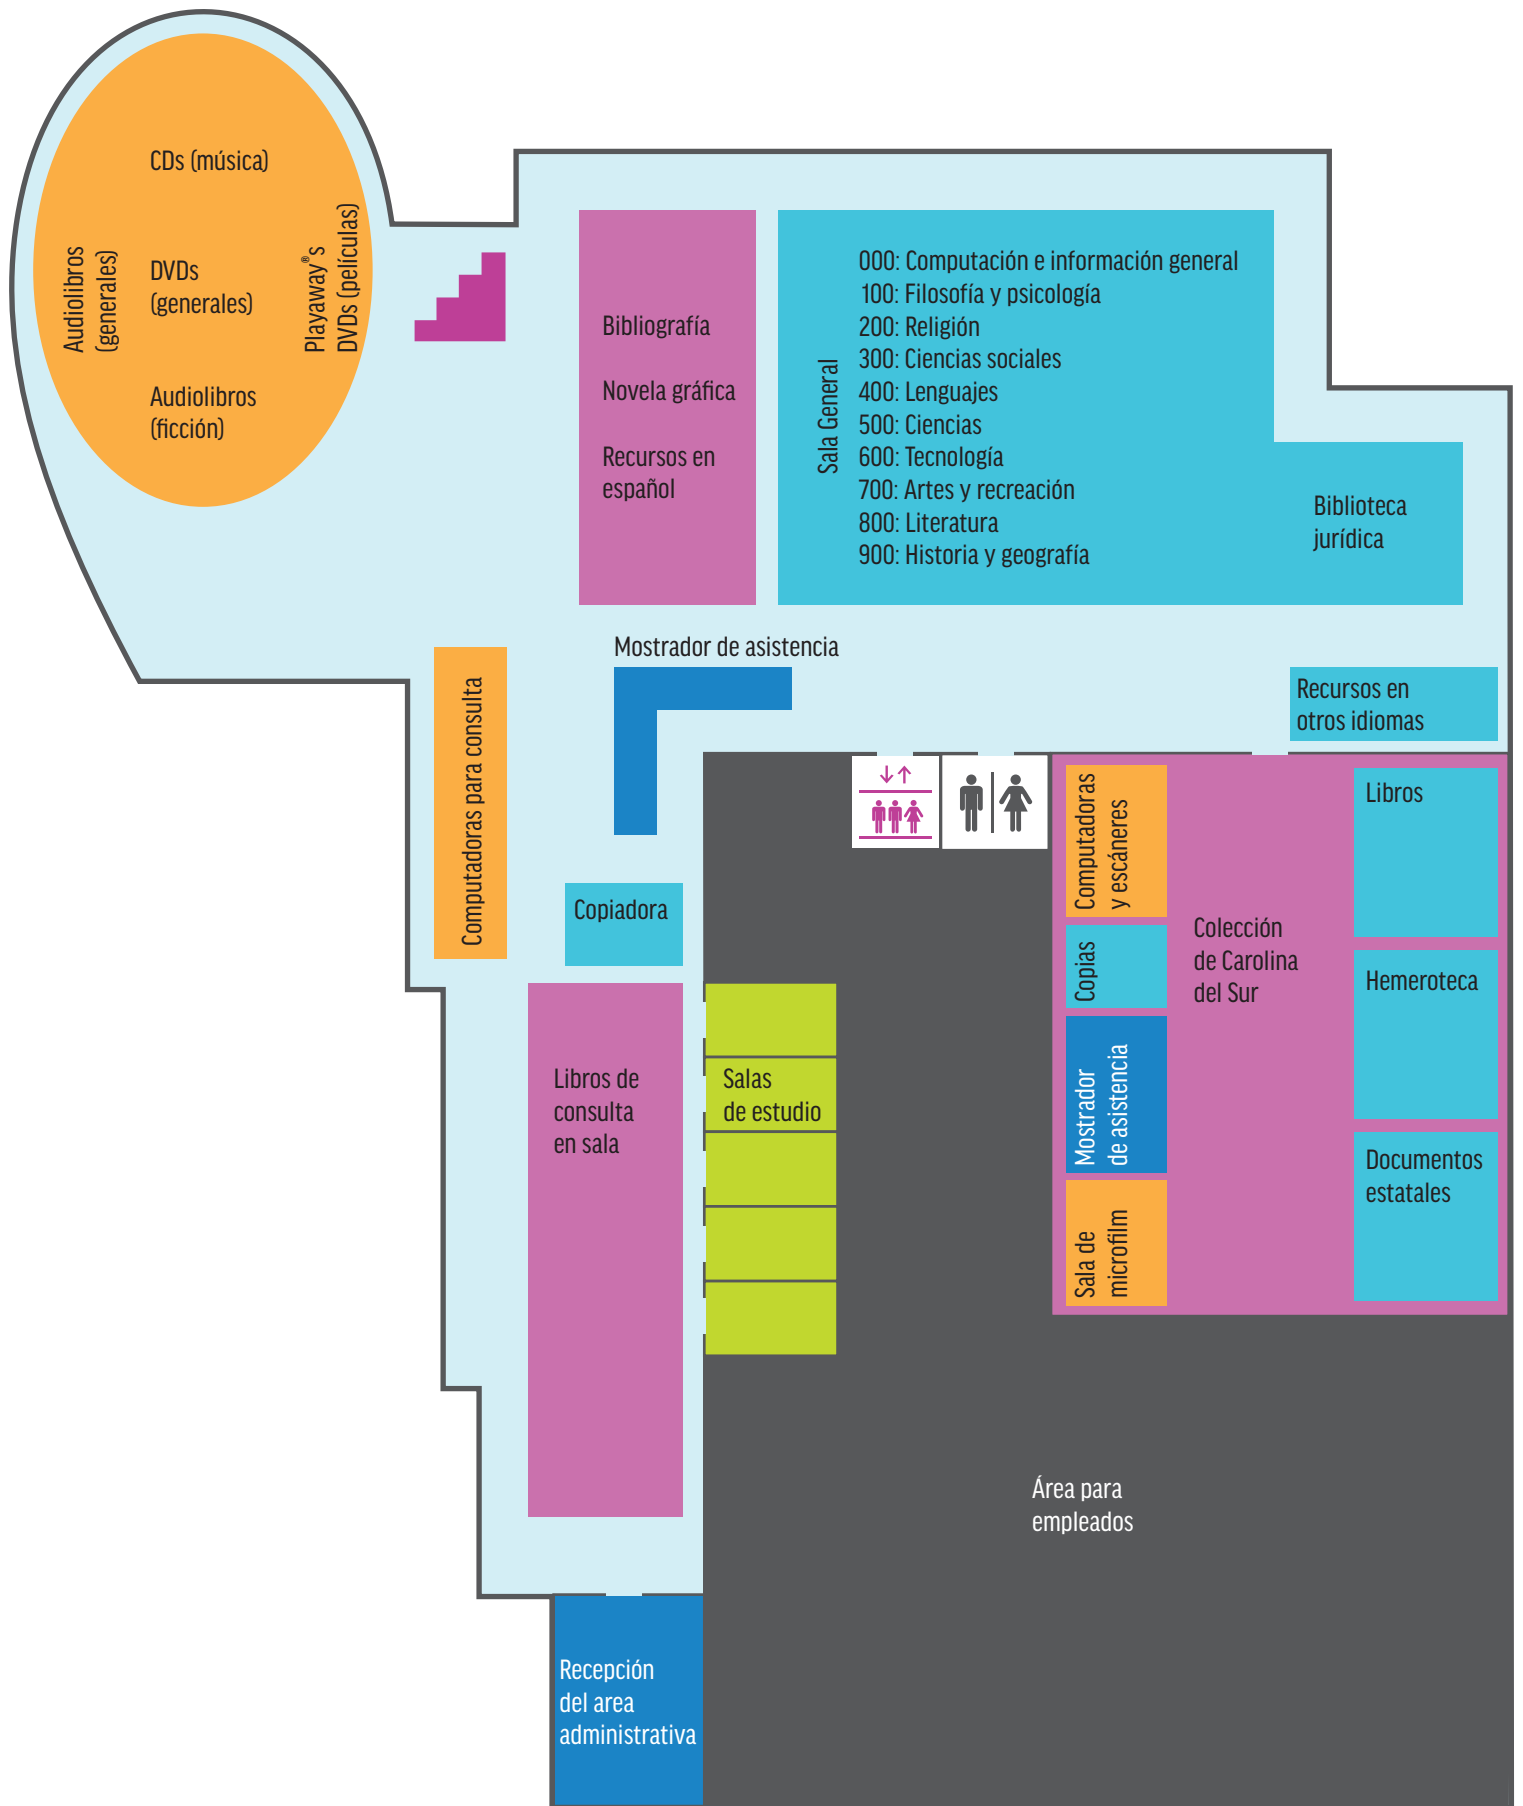 CDs (música)
Audiolibros
(generales)
DVDs
(generales)
Playaway®s
DVDs (películas)
Audiolibros
(ficción)
Bibliografía
Novela gráfica
Recursos en
español
Sala General
000: Computación e información general
100: Filosofía y psicología
200: Religión
300: Ciencias sociales
400: Lenguajes
500: Ciencias
600: Tecnología
700: Artes y recreación
800: Literatura
900: Historia y geografía
Biblioteca
jurídica
Mostrador de asistencia
Computadoras para consulta
Recursos en
otros idiomas
Copiadora
Computadoras
y escáneres
Copias
Mostrador
de asistencia
Sala de
microfilm
Colección
de Carolina
del Sur
Libros
Hemeroteca
Documentos
estatales
Libros de
consulta
en sala
Salas
de estudio
Área para
empleados
Recepción
del area
administrativa